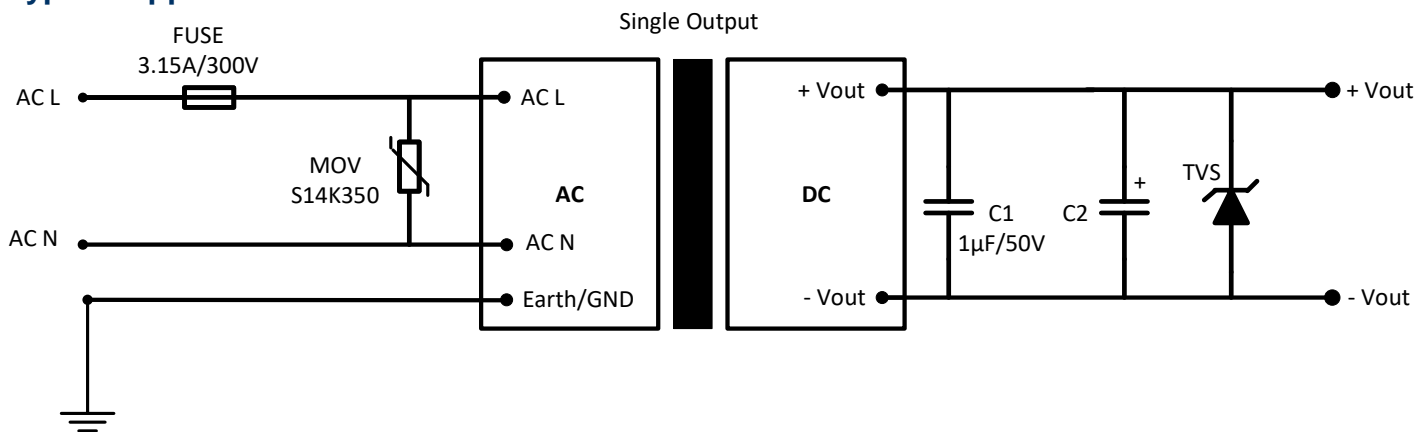 Single Output
FUSE
3.15A/300V
AC L
AC L
MOV
S14K350
AC
AC N
AC N
Earth/GND
+ Vout
DC
C1
1µF/50V
C2
+
TVS
- Vout
+ Vout
- Vout